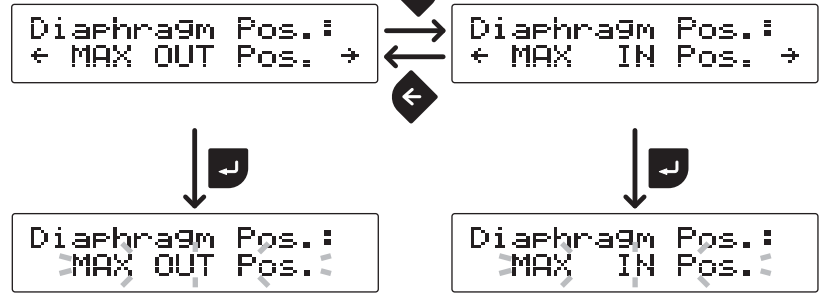 Diaphragm Pos.:
← MAX OUT Pos. →
Diaphragm Pos.:
← MAX  IN Pos. →
Diaphragm Pos.:
MAX OUT Pos.
Diaphragm Pos.:
MAX  IN Pos.